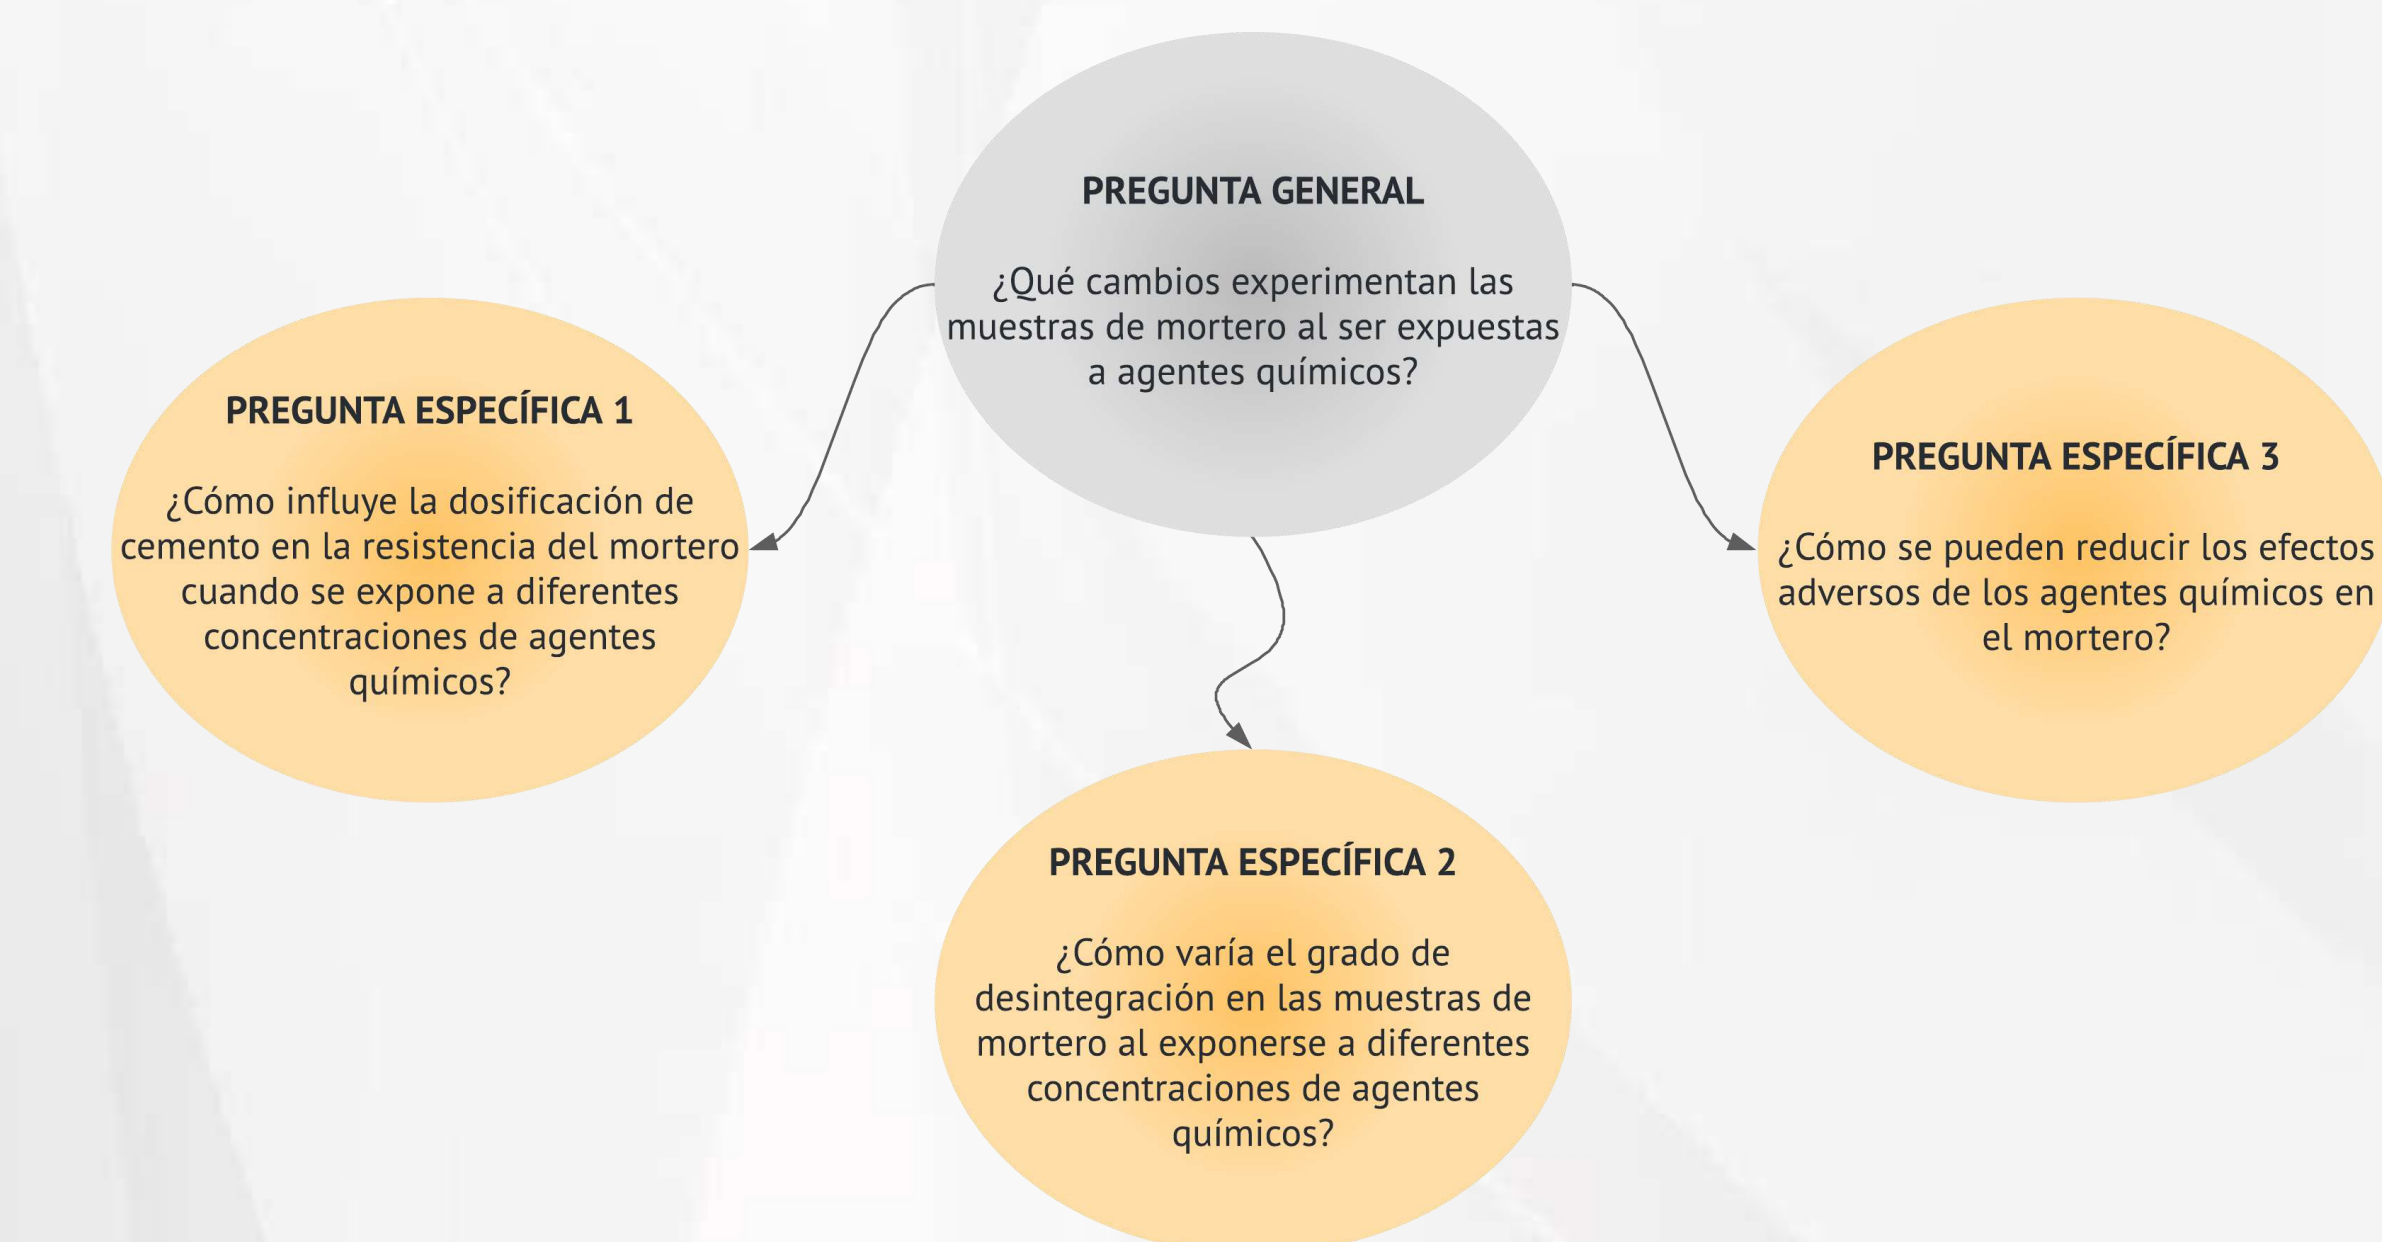 PREGUNTA GENERAL
¿Qué cambios experimentan las
muestras de mortero al ser expuestas
a agentes químicos?
PREGUNTA ESPECÍFICA 1
¿Cómo influye la dosificación de
cemento en la resistencia del mortero
cuando se expone a diferentes
concentraciones de agentes
químicos?
PREGUNTA ESPECÍFICA 2
¿Cómo varía el grado de
desintegración en las muestras de
mortero al exponerse a diferentes
concentraciones de agentes
químicos?
PREGUNTA ESPECÍFICA 3
¿Cómo se pueden reducir los efectos
adversos de los agentes químicos en
el mortero?